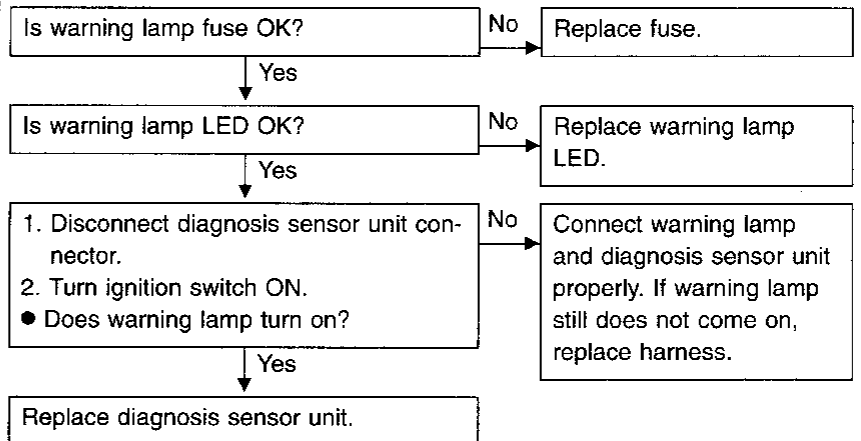 Is warning lamp fuse OK?
No
Replace fuse.
Yes
Is warning lamp LED OK?
No
Replace warning lamp
LED.
Yes
1. Disconnect diagnosis sensor unit con-
nector.
2. Turn ignition switch ON.
● Does warning lamp turn on?
No
Connect warning lamp
and diagnosis sensor unit
properly. If warning lamp
still does not come on,
replace harness.
Yes
Replace diagnosis sensor unit.